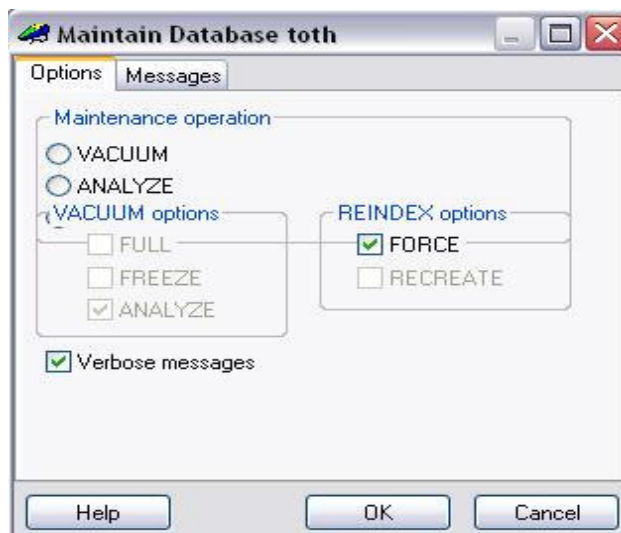 Maintain Database toth
Options Messages
Maintenance operation
VACUUM
ANALYZE
VACUUM options REINDEX options
FULL FORCE
FREEZE RECREATE
ANALYZE
Verbose messages
Help OK Cancel